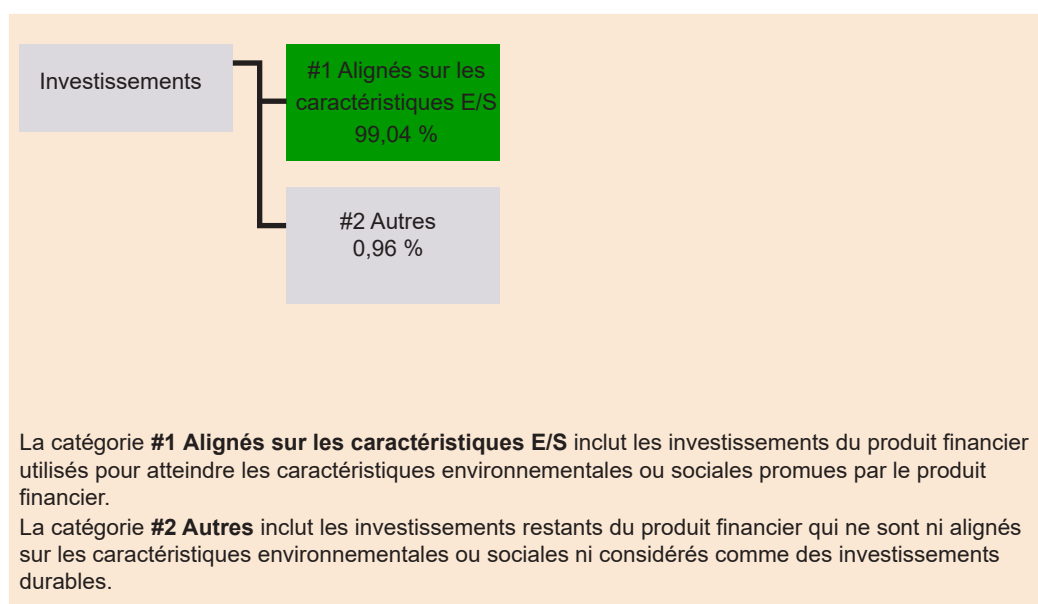 Investissements
#1 Alignés sur les
caractéristiques E/S
99,04 %
#2 Autres
0,96 %
La catégorie #1 Alignés sur les caractéristiques E/S inclut les investissements du produit financier
utilisés pour atteindre les caractéristiques environnementales ou sociales promues par le produit
financier.
La catégorie #2 Autres inclut les investissements restants du produit financier qui ne sont ni alignés
sur les caractéristiques environnementales ou sociales ni considérés comme des investissements
durables.